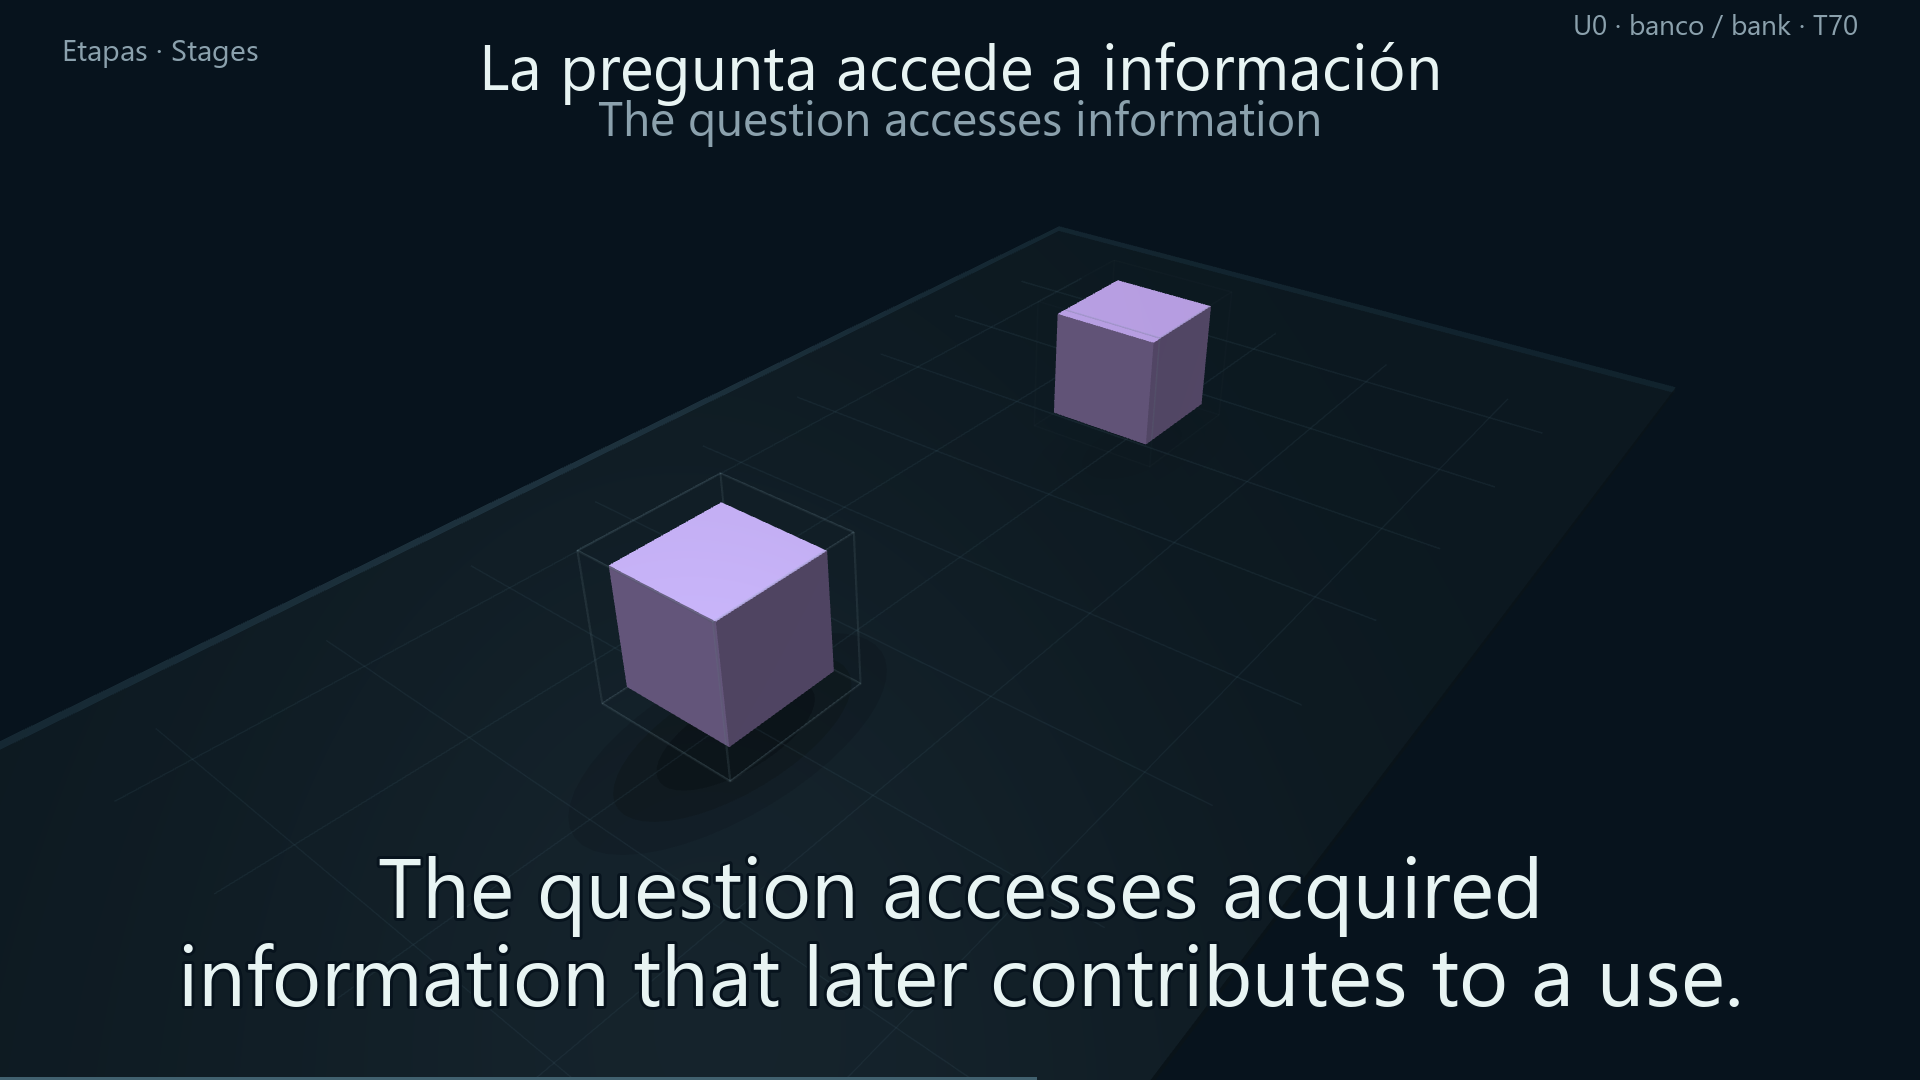 Etapas · Stages
U0 · banco / bank · T70
La pregunta accede a información
The question accesses information
The question accesses acquired
information that later contributes to a use.